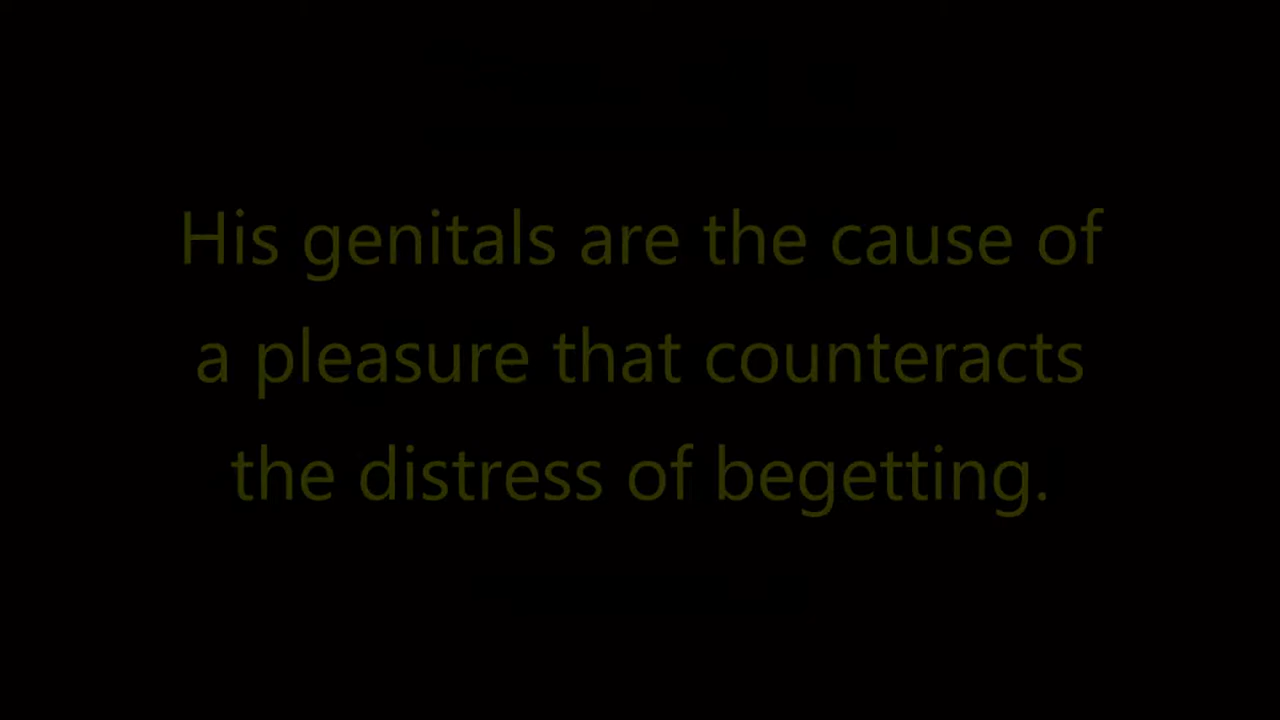 His genitals are the cause of
a pleasure that counteracts
the distress of begetting.